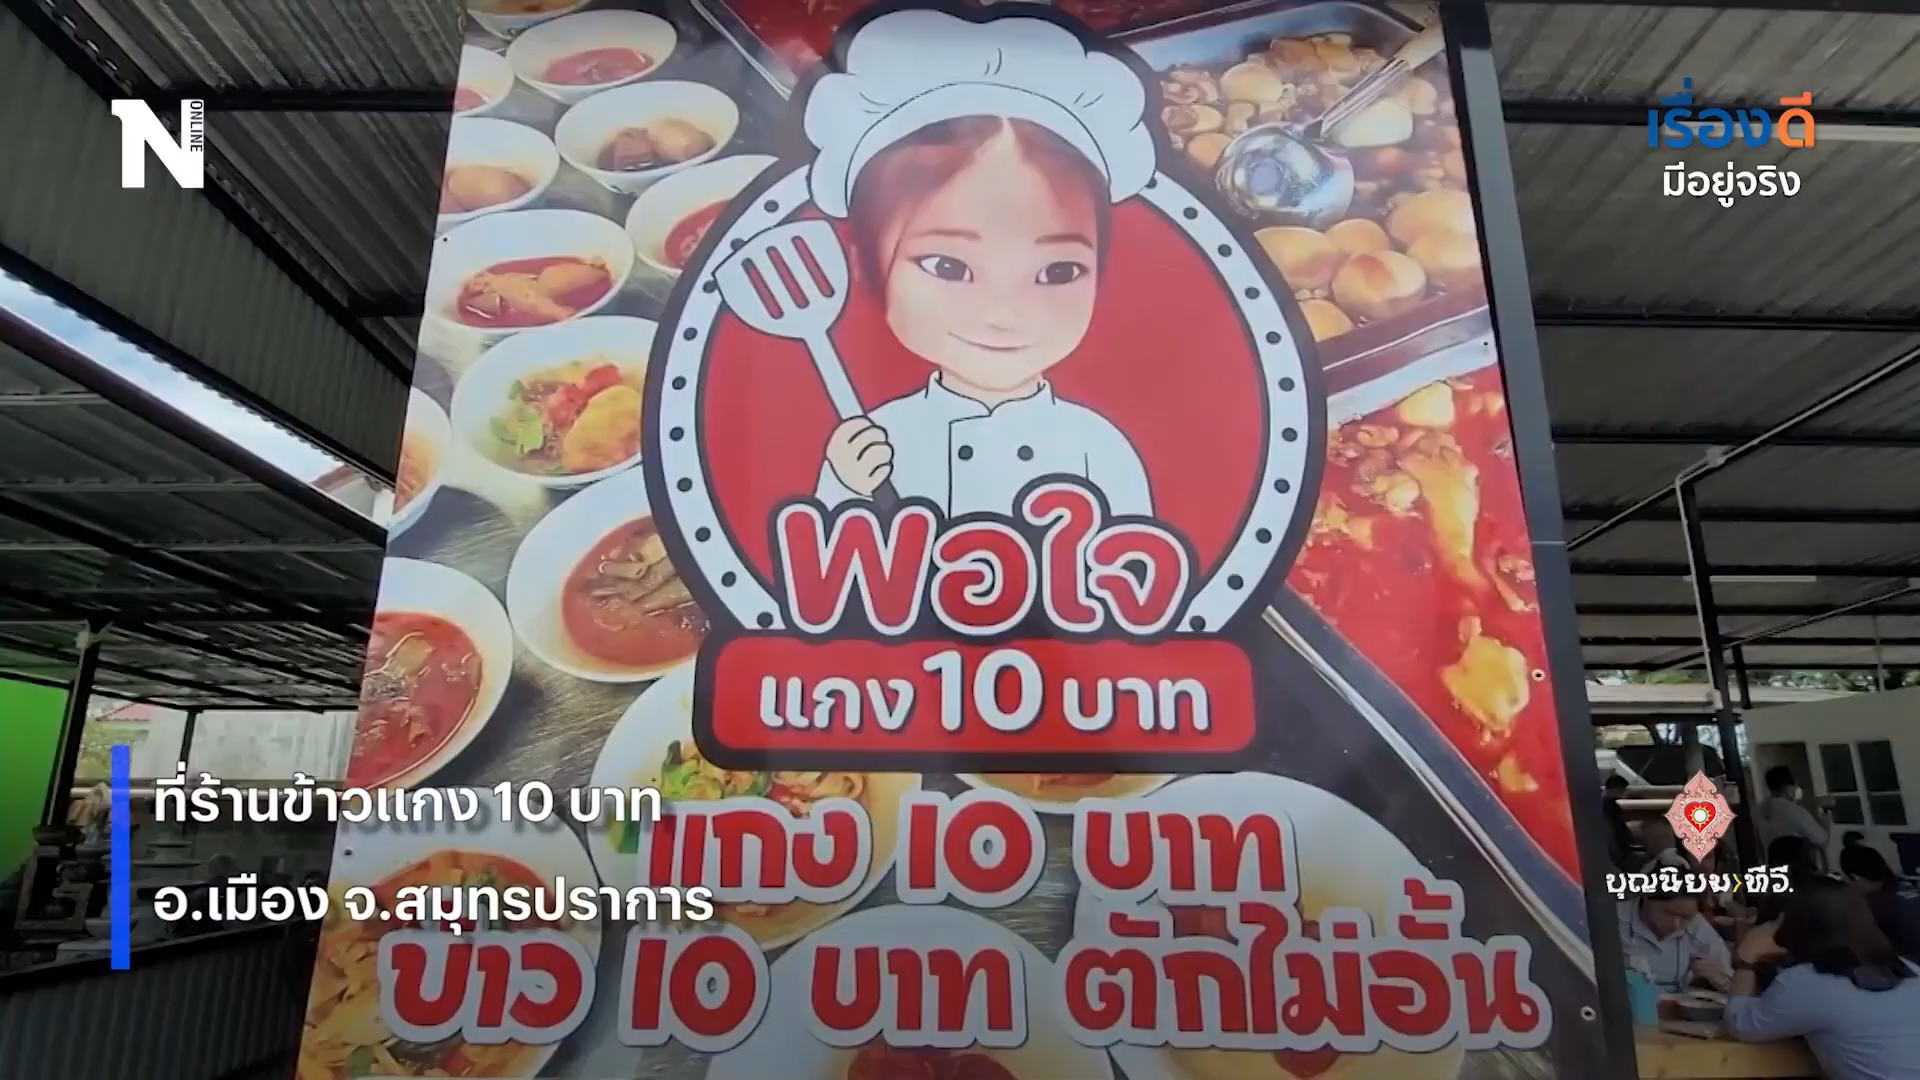 N ONLINE
เรื่องดี
มีอยู่จริง
พอใจ
แกง 10 บาท
ที่ร้านข้าวแกง 10 บาท
อ.เมือง จ.สมุทรปราการ
แกง 10 บาท
ข้าว 10 บาท ตักไม่อั้น
บุญนิยม ทีวี.